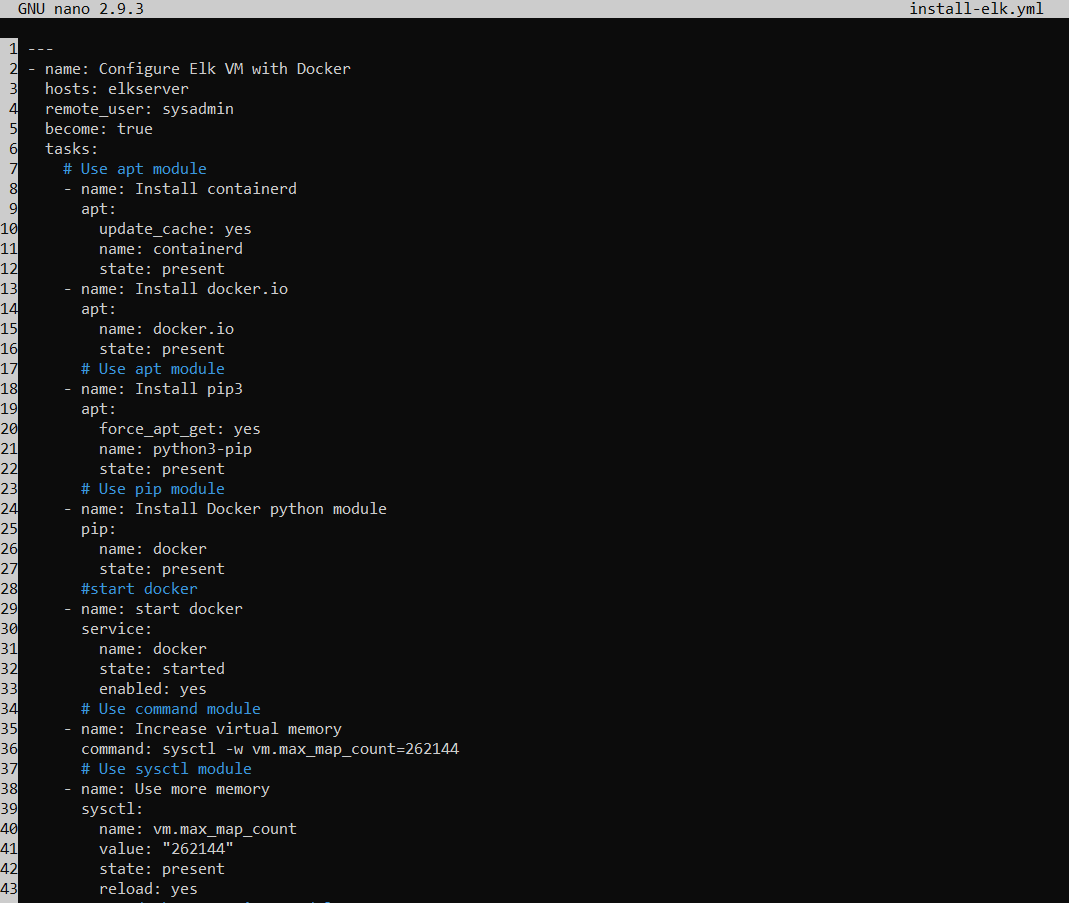 GNU nano 2.9.3 install-elk.yml
1 ---
2 - name: Configure Elk VM with Docker
3   hosts: elkserver
4   remote_user: sysadmin
5   become: true
6   tasks:
7     # Use apt module
8     - name: Install containerd
9       apt:
10         update_cache: yes
11         name: containerd
12         state: present
13     - name: Install docker.io
14       apt:
15         name: docker.io
16         state: present
17       # Use apt module
18     - name: Install pip3
19       apt:
20         force_apt_get: yes
21         name: python3-pip
22         state: present
23       # Use pip module
24     - name: Install Docker python module
25       pip:
26         name: docker
27         state: present
28       #start docker
29     - name: start docker
30       service:
31         name: docker
32         state: started
33         enabled: yes
34       # Use command module
35     - name: Increase virtual memory
36       command: sysctl -w vm.max_map_count=262144
37       # Use sysctl module
38     - name: Use more memory
39       sysctl:
40         name: vm.max_map_count
41         value: "262144"
42         state: present
43         reload: yes